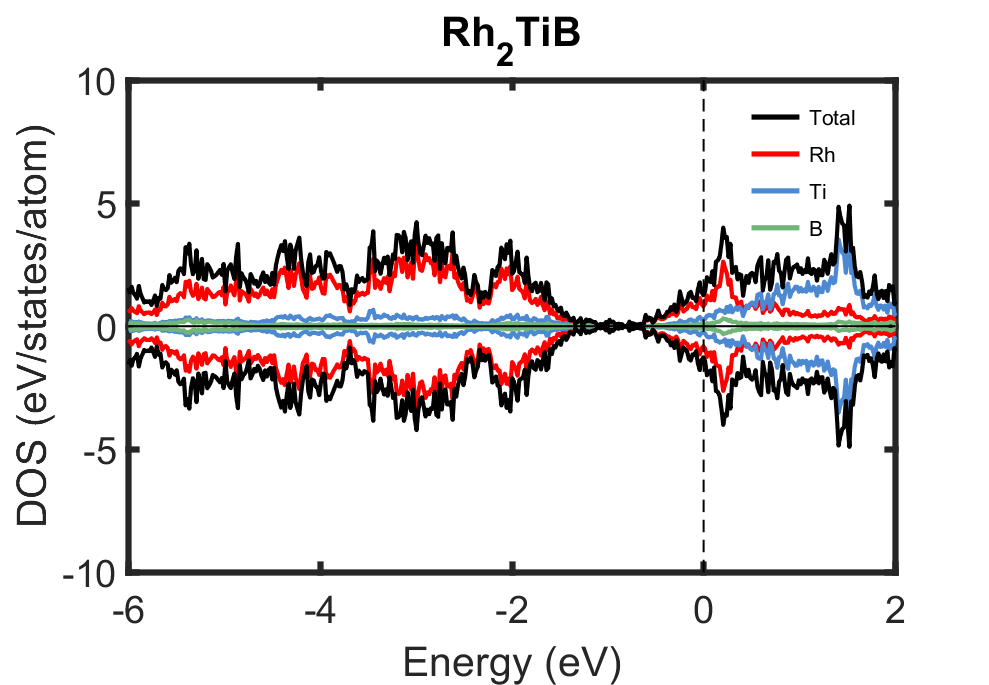 Rh₂TiB
DOS (eV/states/atom)
10
5
0
-5
-10
Total
Rh
Ti
B
-6 -4 -2 0 2
Energy (eV)